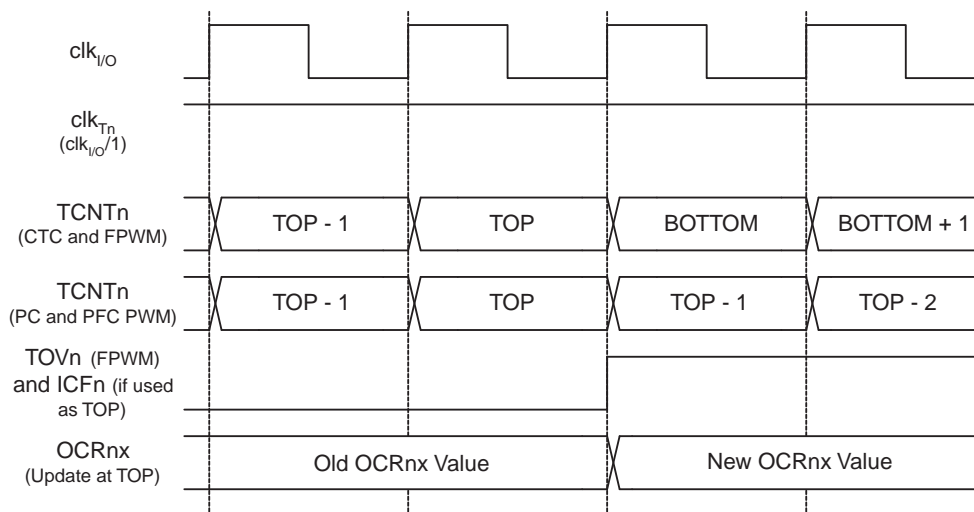 clkI/O
clkTn
(clkI/O/1)
TCNTn
(CTC and FPWM)
TOP - 1
TOP
BOTTOM
BOTTOM + 1
TCNTn
(PC and PFC PWM)
TOP - 1
TOP
TOP - 1
TOP - 2
TOVn (FPWM)
and ICFn (if used
as TOP)
OCRnx
(Update at TOP)
Old OCRnx Value
New OCRnx Value